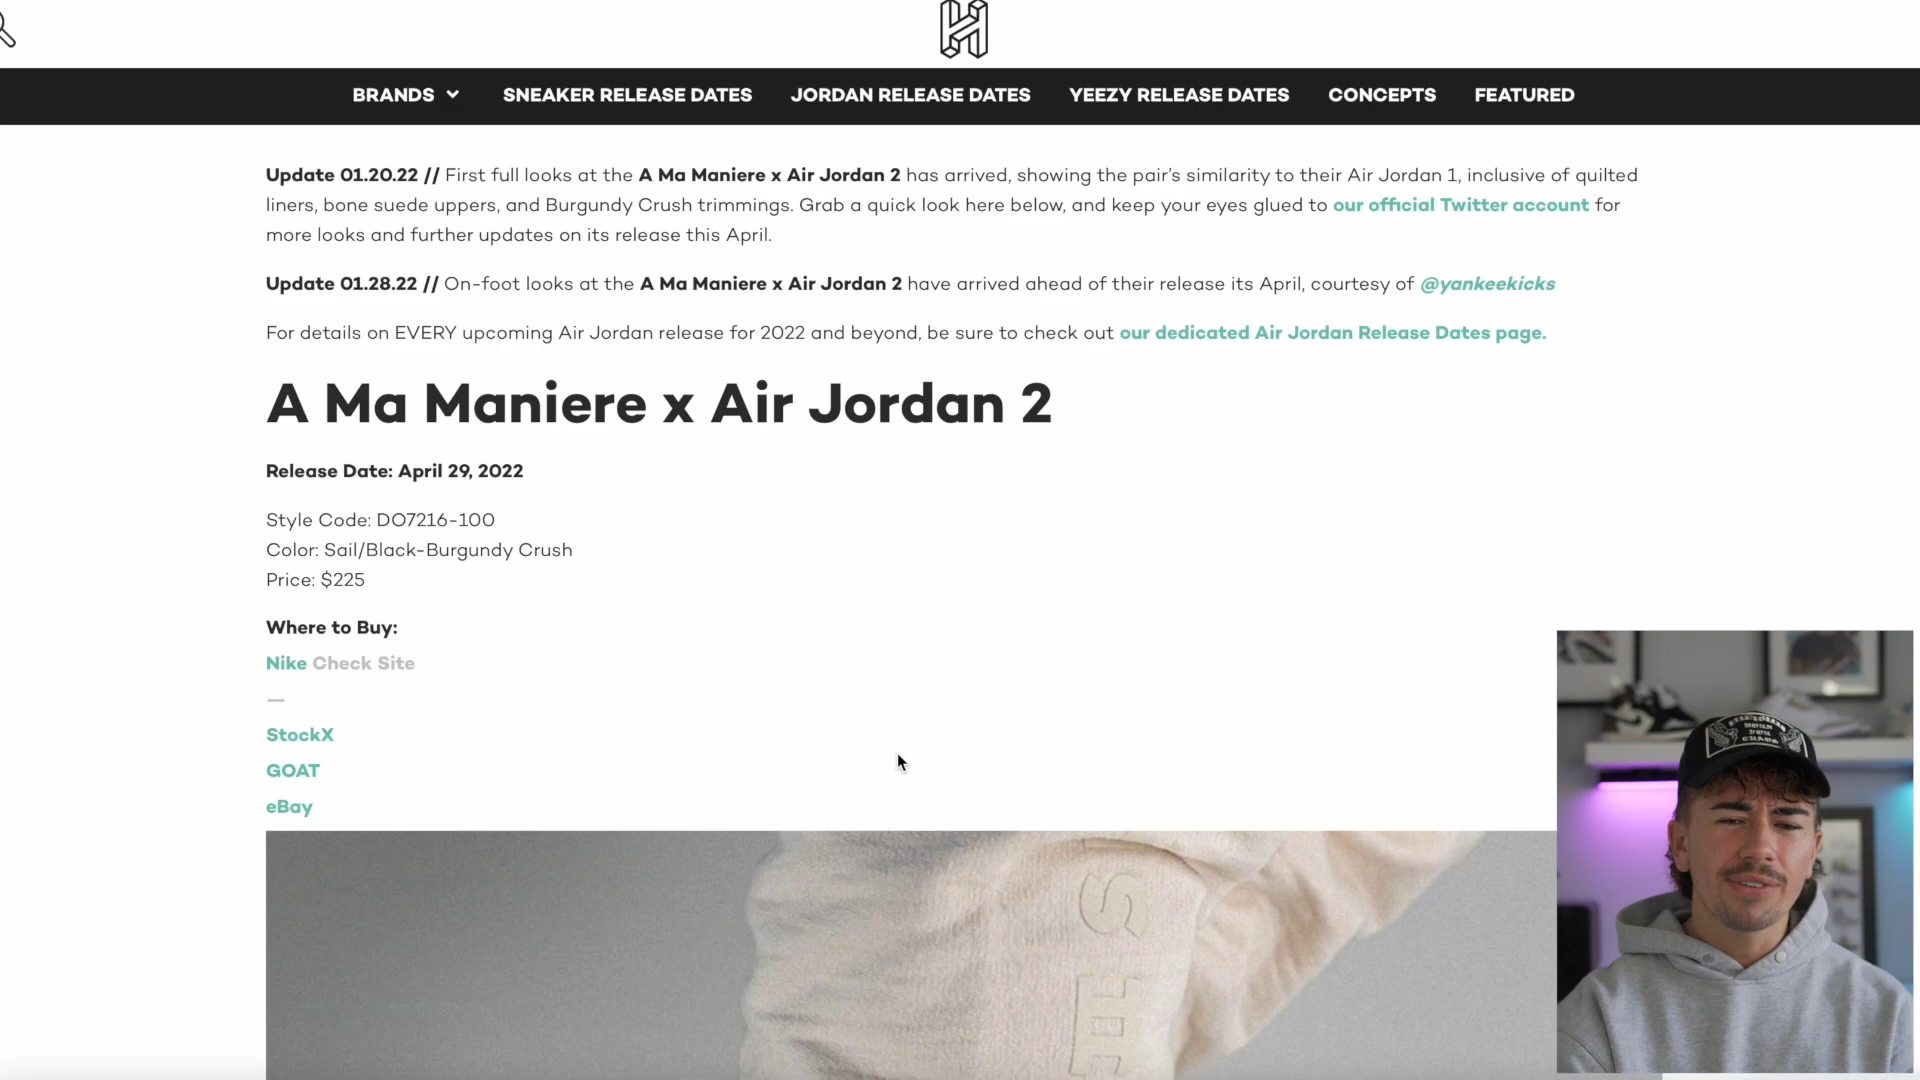 BRANDS SNEAKER RELEASE DATES JORDAN RELEASE DATES YEEZY RELEASE DATES CONCEPTS FEATURED
Update 01.20.22 // First full looks at the A Ma Maniere x Air Jordan 2 has arrived, showing the pair's similarity to their Air Jordan 1, inclusive of quilted
liners, bone suede uppers, and Burgundy Crush trimmings. Grab a quick look here below, and keep your eyes glued to our official Twitter account for
more looks and further updates on its release this April.
Update 01.28.22 // On-foot looks at the A Ma Maniere x Air Jordan 2 have arrived ahead of their release its April, courtesy of @yankeekicks
For details on EVERY upcoming Air Jordan release for 2022 and beyond, be sure to check out our dedicated Air Jordan Release Dates page.
A Ma Maniere x Air Jordan 2
Release Date: April 29, 2022
Style Code: DO7216-100
Color: Sail/Black-Burgundy Crush
Price: $225
Where to Buy:
Nike Check Site
—
StockX
GOAT
eBay